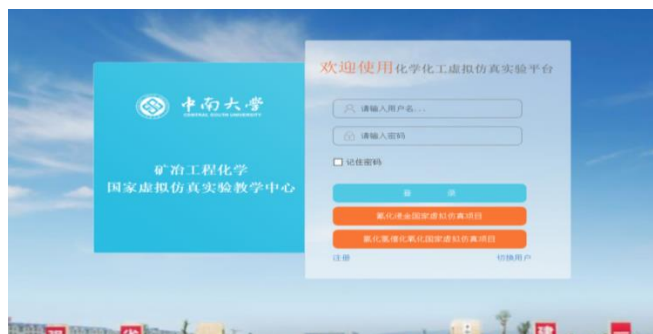 欢迎使用化学化工虚拟仿真实验平台
中南大学
CENTRAL SOUTH UNIVERSITY
请输入用户名...
请输入密码
矿冶工程化学
国家虚拟仿真实验教学中心
记住密码
登 录
氰化浸金国家虚拟仿真项目
氯化氢催化氧化国家虚拟仿真项目
注册
切换用户
建
一